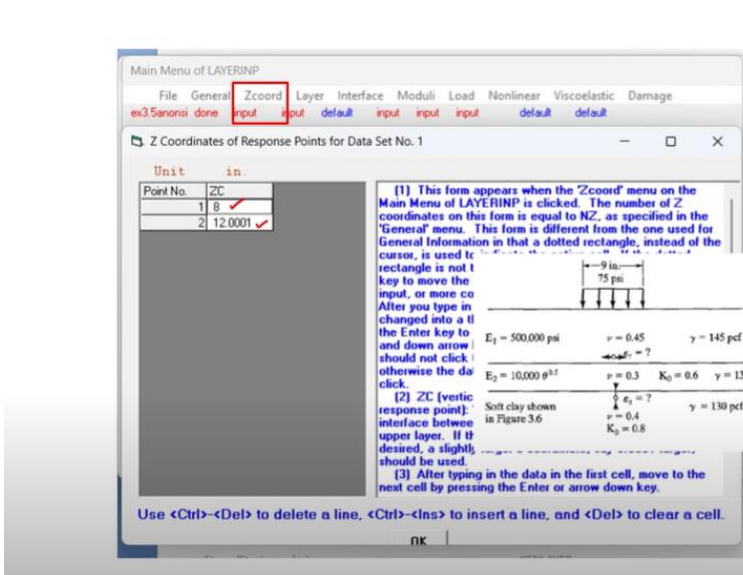 Main Menu of LAYERINP
File General Zcoord Layer Interface Moduli Load Nonlinear Viscoelastic Damage
ex3.5anonsi done input input default input input input default default
Z Coordinates of Response Points for Data Set No. 1
Unit in.
Point No. ZC
1 8
2 12.0001
(1) This form appears when the 'Zcoord' menu on the
Main Menu of LAYERINP is clicked. The number of Z
coordinates on this form is equal to NZ, as specified in the
'General' menu. This form is different from the one used for
General Information in that a dotted rectangle, instead of the
cursor, is used to
rectangle is not
key to move the
input, or more
After you type in
changed into a
the Enter key to
and down arrow
should not click
otherwise the
click.
(2) ZC
response point):
interface
upper layer. If
desired, a
should be used.
(3) After typing in the data in the first cell, move to the
next cell by pressing the Enter or arrow down key.
9 in.
75 psi
E₁ = 500,000 psi ν = 0.45 γ = 145 pcf
= ?
E₂ = 10,000 θ⁰·⁵ ν = 0.3 K₀ = 0.6 γ = 13
= ?
Soft clay shown γ = 130 pcf
in Figure 3.6 ν = 0.4
K₀ = 0.8
Use <Ctrl>-<Del> to delete a line, <Ctrl>-<Ins> to insert a line, and <Del> to clear a cell.
OK